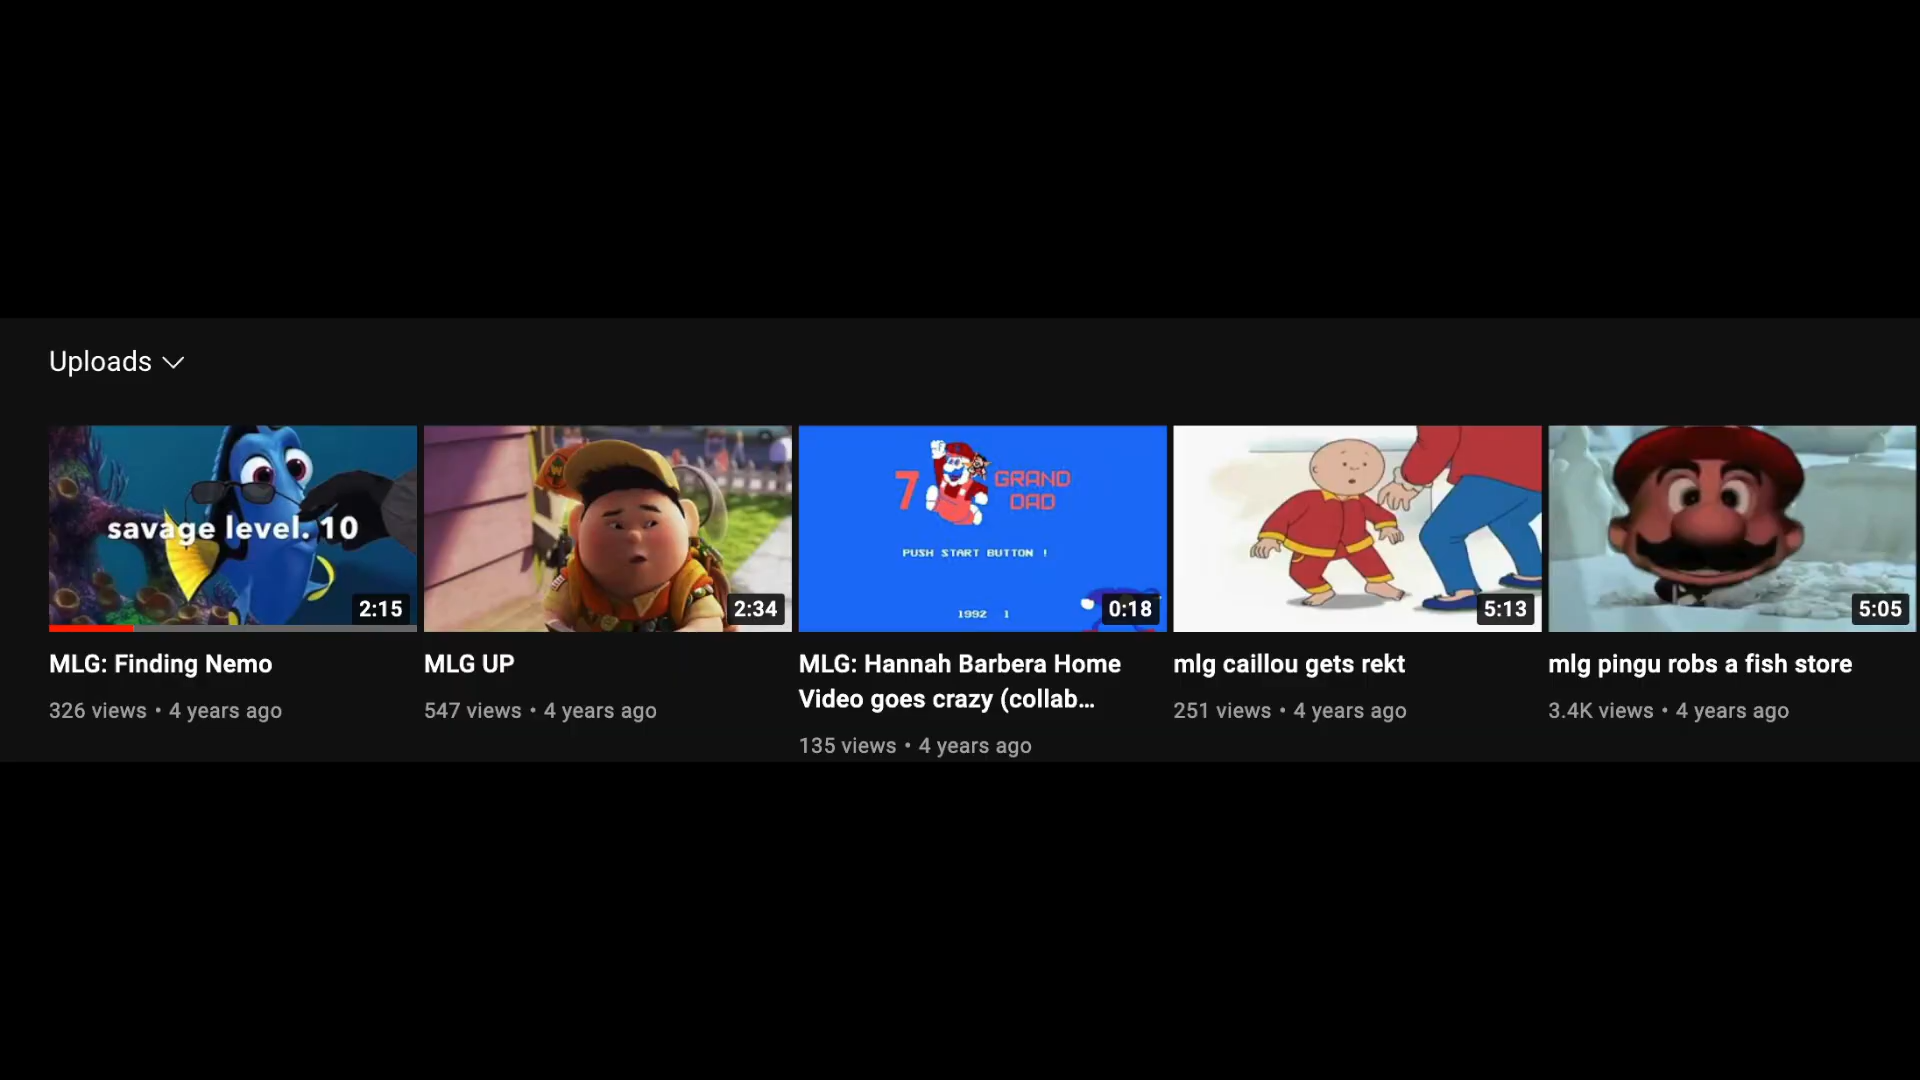 Uploads
savage level. 10
2:15
MLG: Finding Nemo
326 views • 4 years ago
2:34
MLG UP
547 views • 4 years ago
7 GRAND
DAD
PUSH START BUTTON !
1992 1
0:18
MLG: Hannah Barbera Home
Video goes crazy (collab...
135 views • 4 years ago
5:13
mlg caillou gets rekt
251 views • 4 years ago
5:05
mlg pingu robs a fish store
3.4K views • 4 years ago